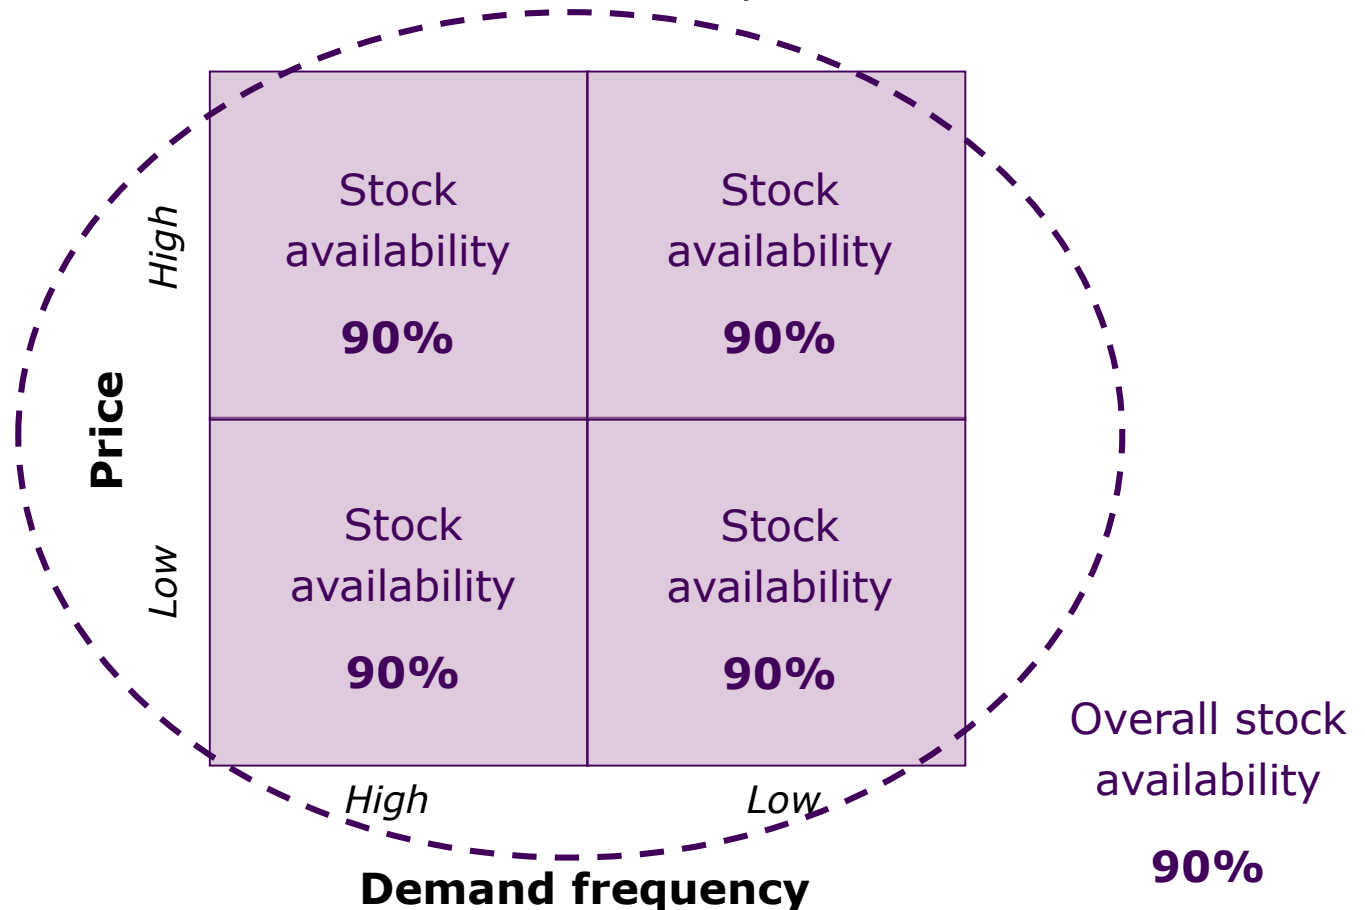 High
Stock
availability
90%
Stock
availability
90%
Price
Low
Stock
availability
90%
Stock
availability
90%
High
Low
Demand frequency
Overall stock
availability
90%